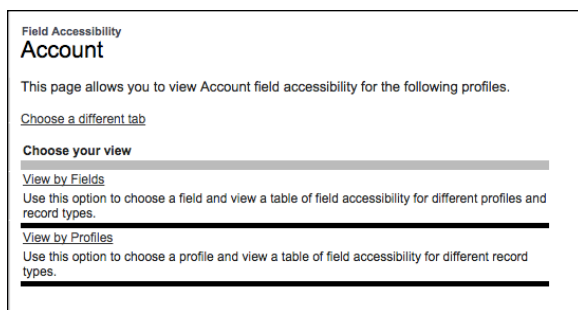 Field Accessibility
Account
This page allows you to view Account field accessibility for the following profiles.
Choose a different tab
Choose your view
View by Fields
Use this option to choose a field and view a table of field accessibility for different profiles and
record types.
View by Profiles
Use this option to choose a profile and view a table of field accessibility for different record
types.